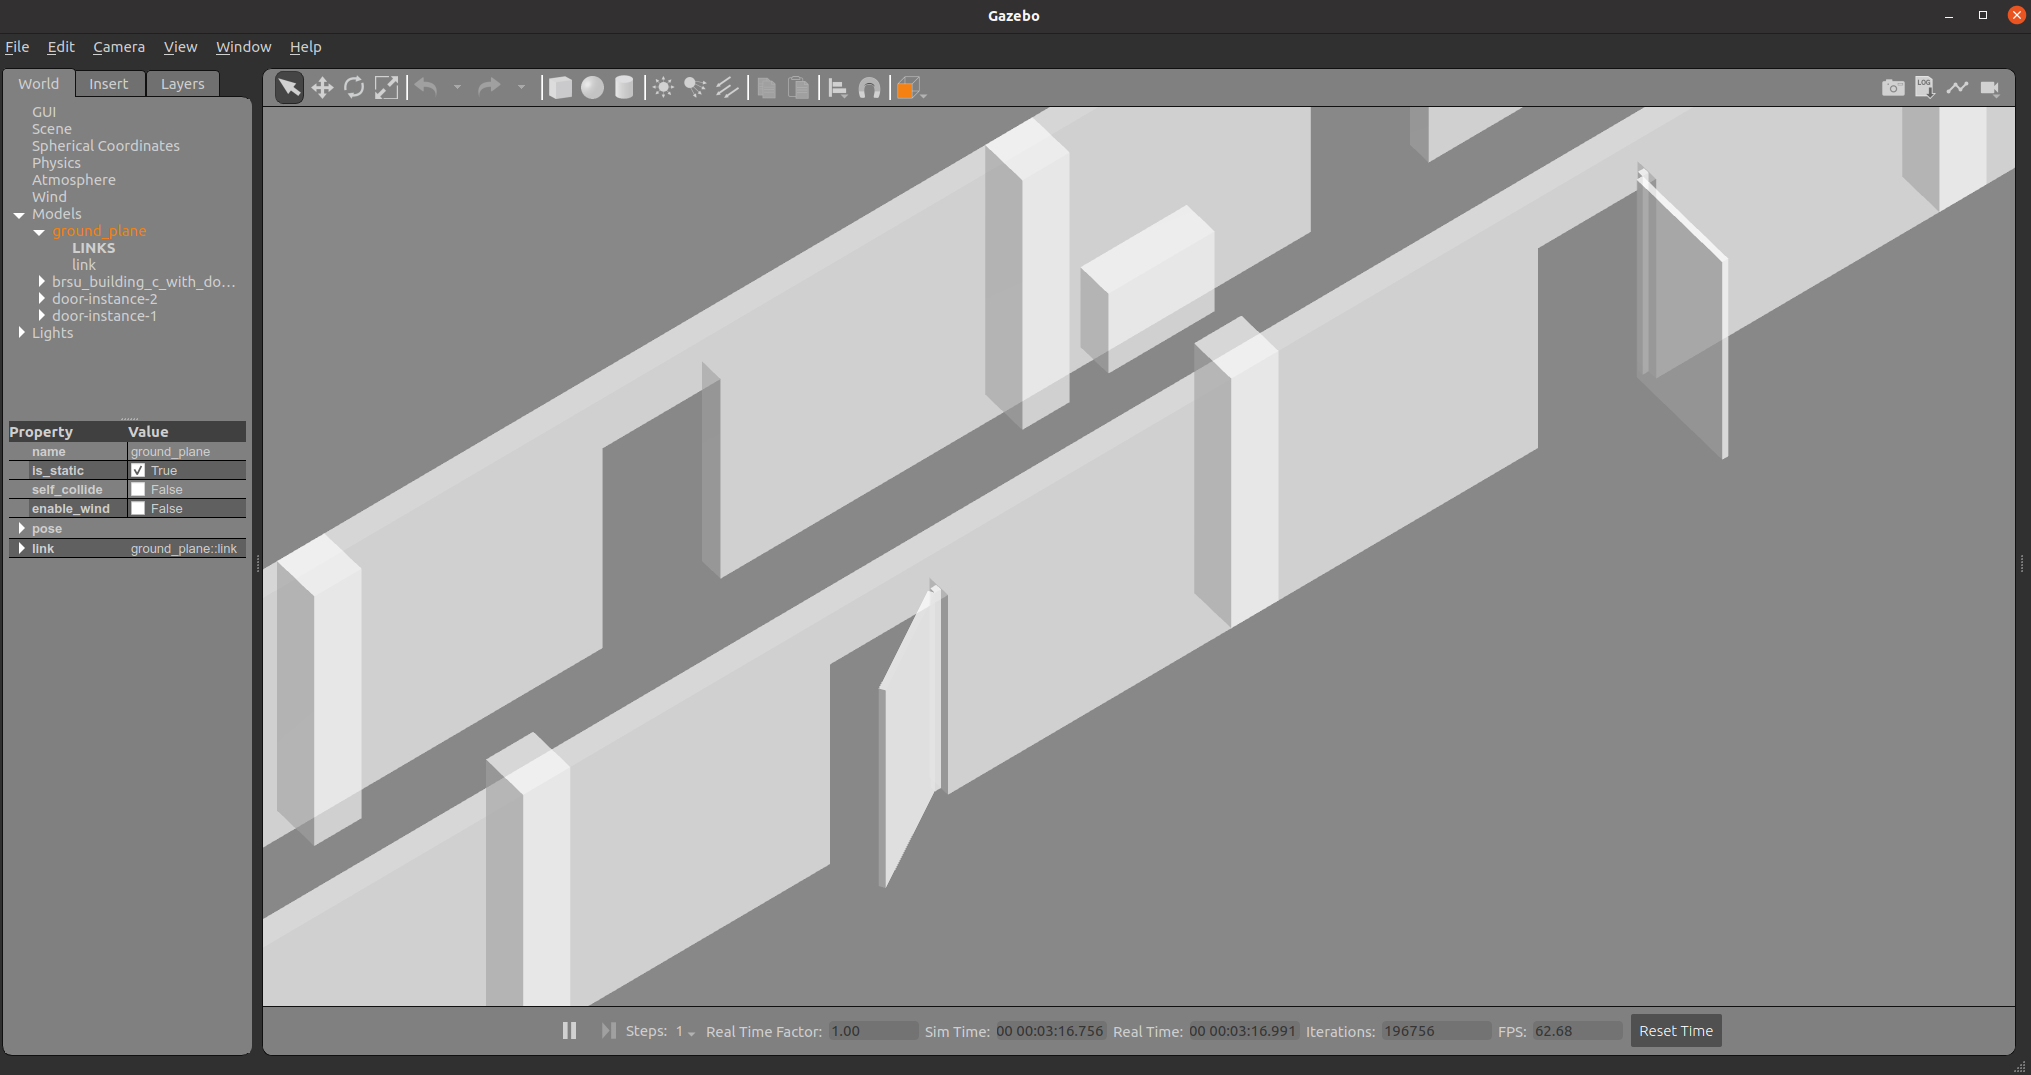 Gazebo
File Edit Camera View Window Help
World Insert Layers
GUI
Scene
Spherical Coordinates
Physics
Atmosphere
Wind
Models
ground_plane
LINKS
link
brsu_building_c_with_do...
door-instance-2
door-instance-1
Lights
Property Value
name ground_plane
is_static True
self_collide False
enable_wind False
pose
link ground_plane::link
LOG
Steps: 1 Real Time Factor: 1.00 Sim Time: 00 00:03:16.756 Real Time: 00 00:03:16.991 Iterations: 196756 FPS: 62.68 Reset Time